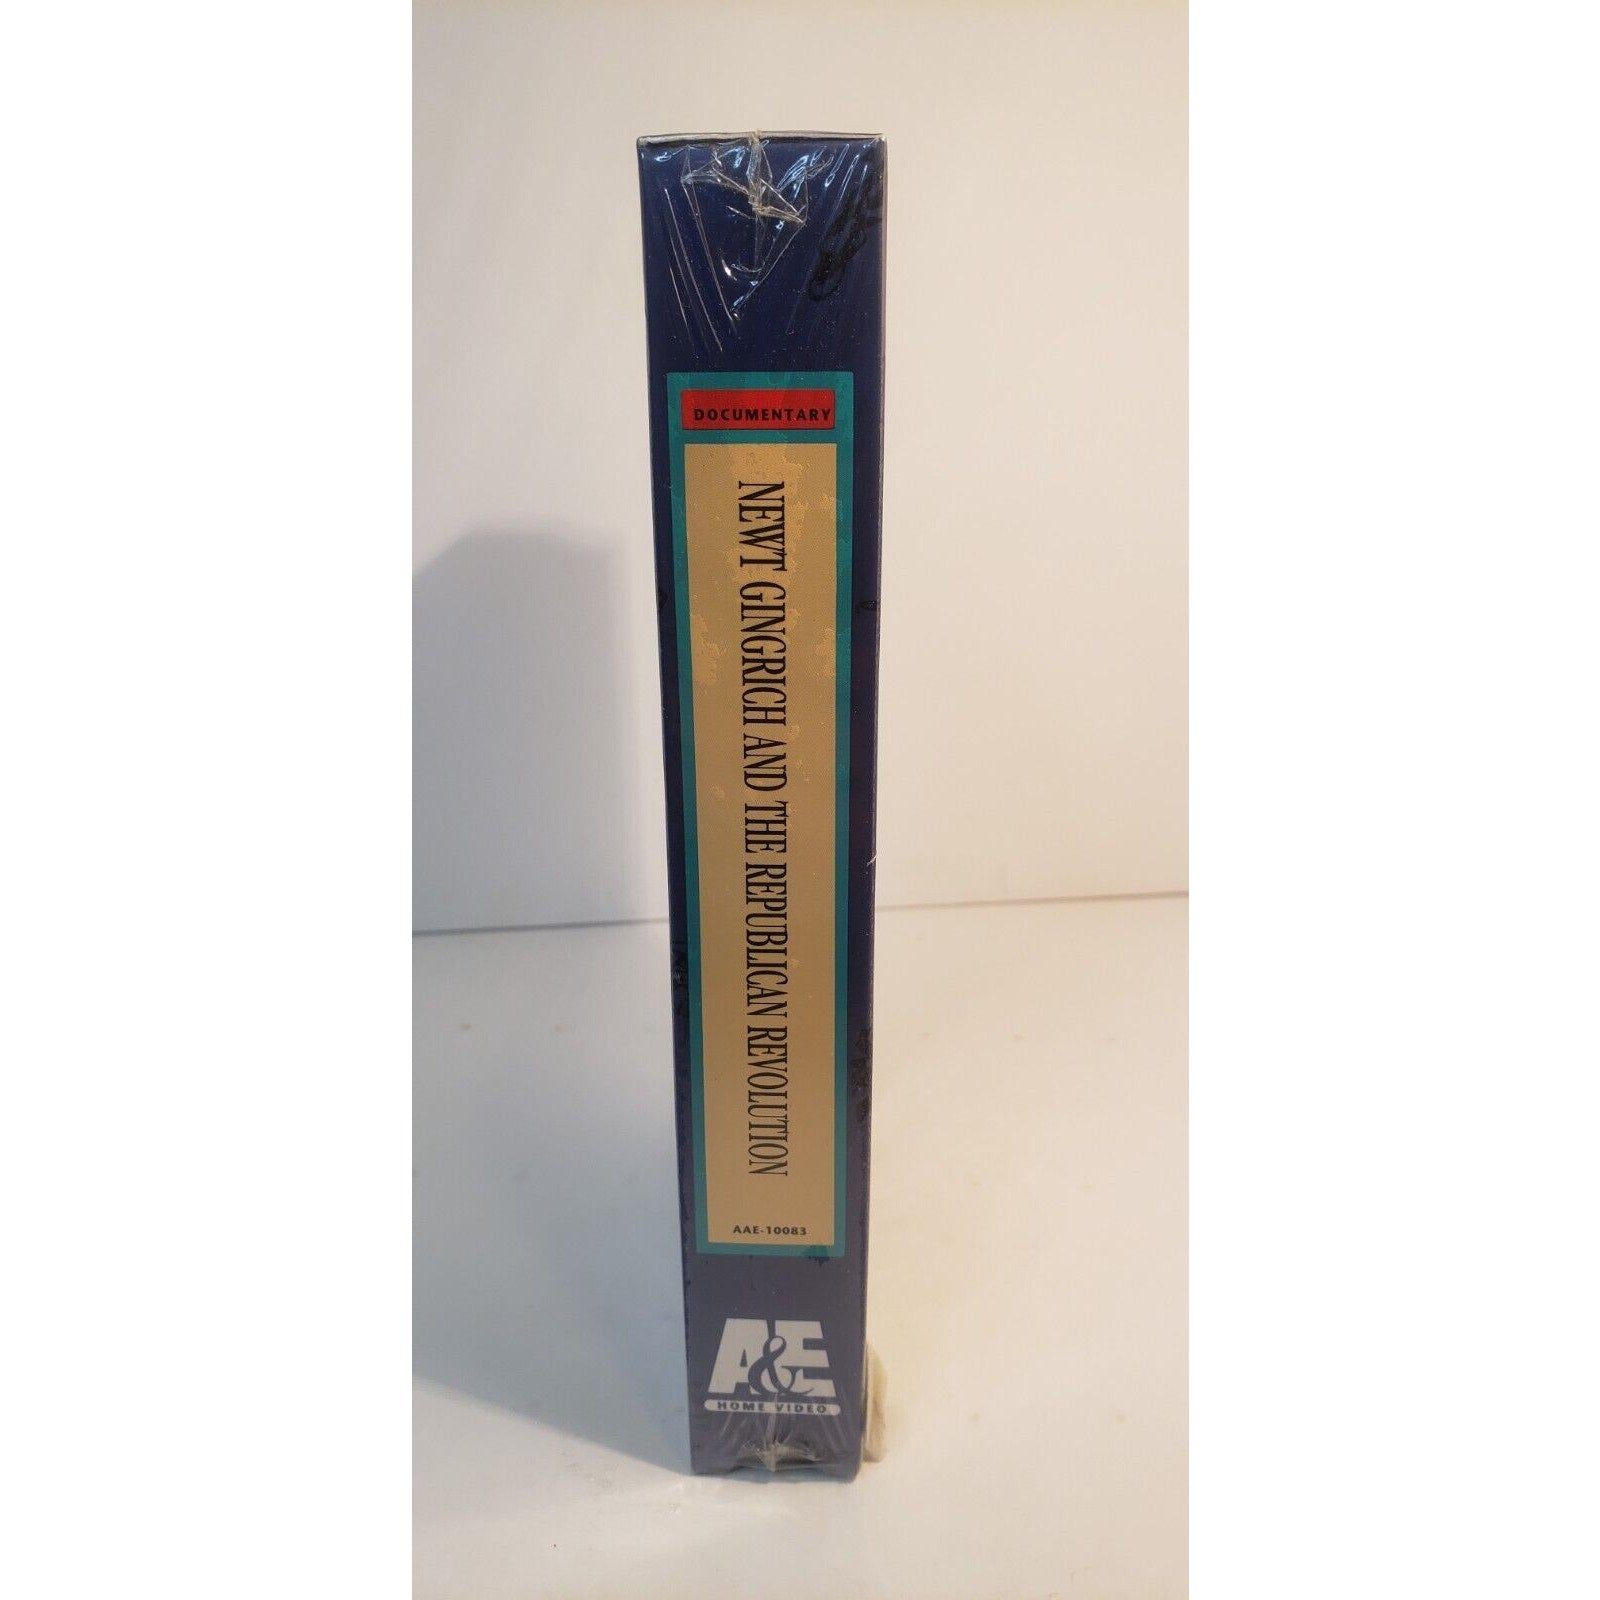 DOCUMENTARY
NEWT GINGRICH AND THE REPUBLICAN REVOLUTION
AAE-10083
A&E
HOME VIDEO